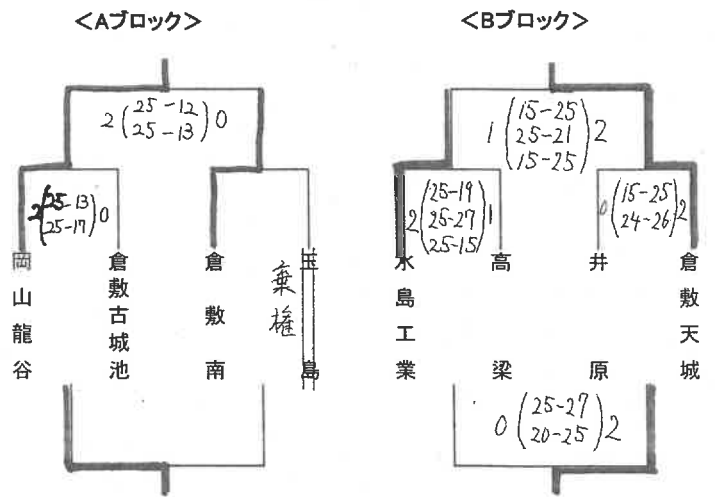 <Aブロック>
2 (25-12 25-13) 0
2 (25-13 25-17) 0
岡山龍谷
倉敷古城池
倉敷南
玉島
棄権
<Bブロック>
1 (15-25 25-21 15-25) 2
2 (25-19 25-27 25-15) 1
0 (15-25 24-26) 2
水島工業
高梁
井原
倉敷天城
0 (25-27 20-25) 2